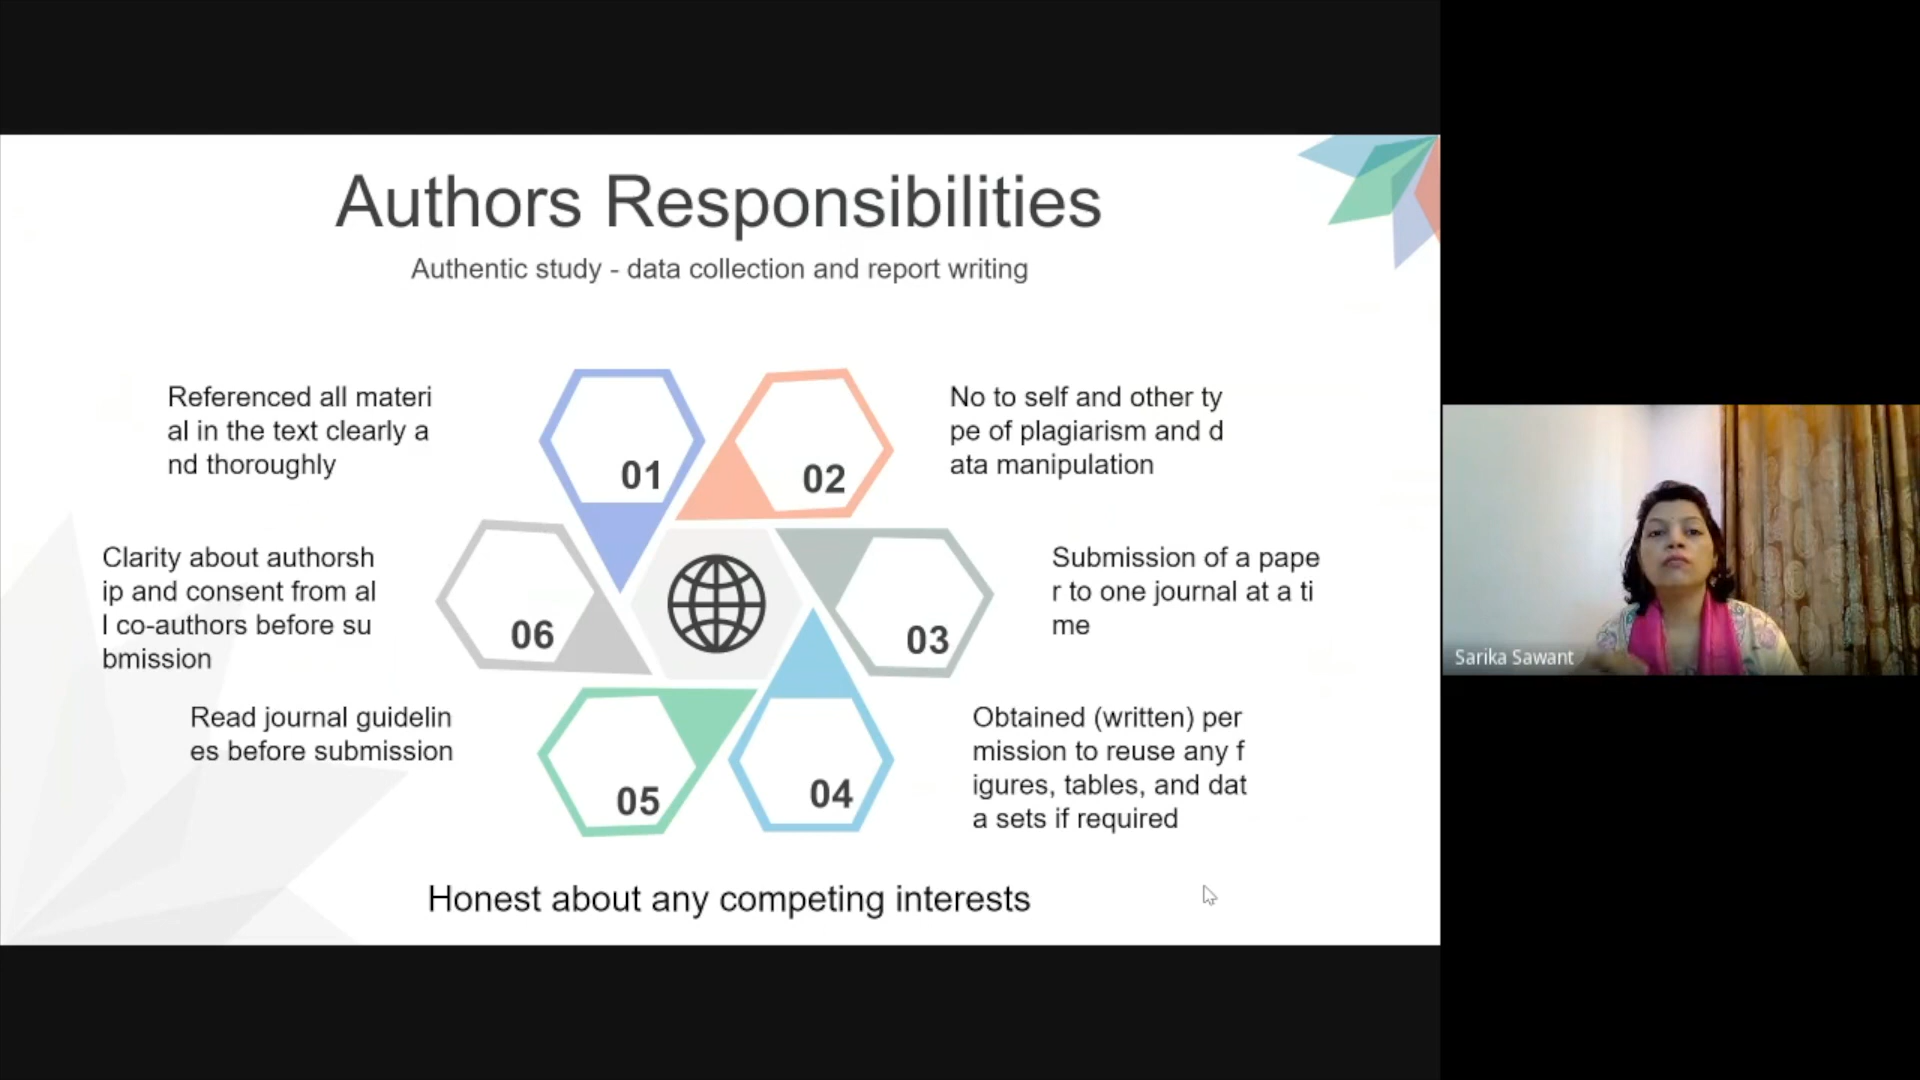 Authors Responsibilities
Authentic study - data collection and report writing
Referenced all materi
al in the text clearly a
nd thoroughly
01
02
No to self and other ty
pe of plagiarism and d
ata manipulation
Clarity about authorsh
ip and consent from al
l co-authors before su
bmission
06
03
Submission of a pape
r to one journal at a ti
me
Read journal guidelin
es before submission
05
04
Obtained (written) per
mission to reuse any f
igures, tables, and dat
a sets if required
Honest about any competing interests
Sarika Sawant